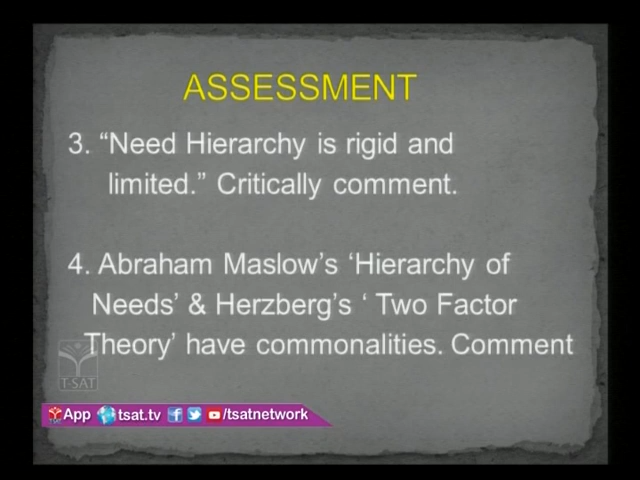 ASSESSMENT
3. “Need Hierarchy is rigid and
limited.” Critically comment.
4. Abraham Maslow’s ‘Hierarchy of
Needs’ & Herzberg’s ‘ Two Factor
Theory’ have commonalities. Comment
T-SAT
App tsat.tv /tsatnetwork